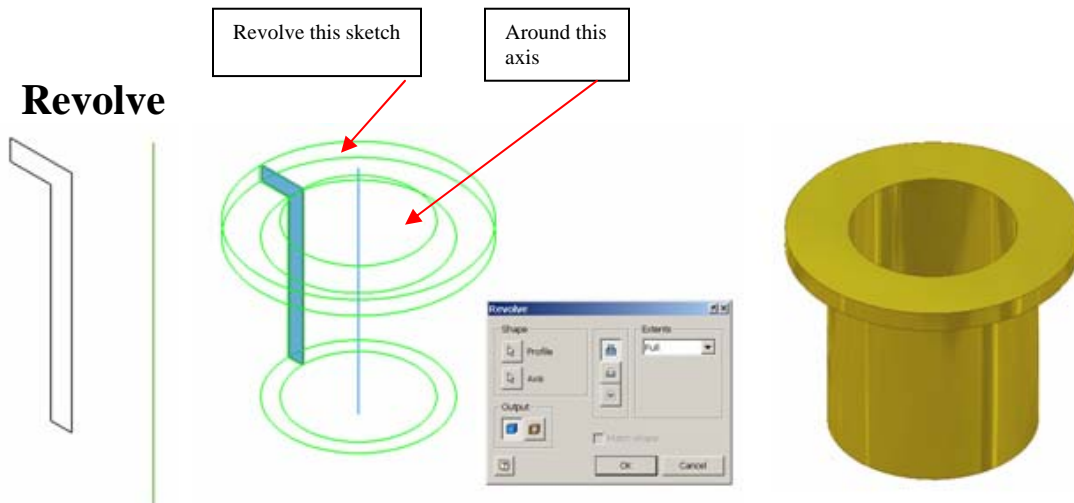 Revolve this sketch
Around this
axis
Revolve
Revolve
Shape
Profile
Axis
Output
Extents
Full
Match shape
OK
Cancel